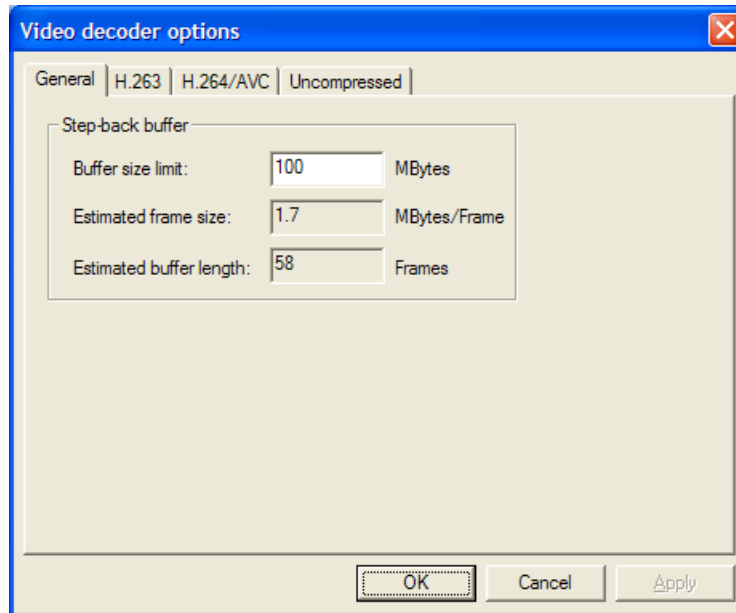 Video decoder options
General H.263 H.264/AVC Uncompressed
Step-back buffer
Buffer size limit: 100 MBytes
Estimated frame size: 1.7 MBytes/Frame
Estimated buffer length: 58 Frames
OK Cancel Apply